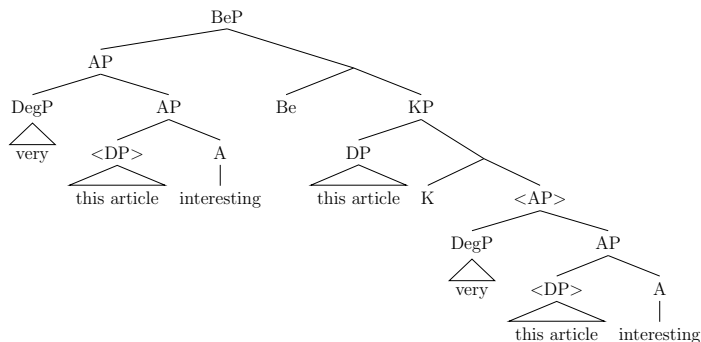 BeP
AP
DegP AP Be KP
very <DP> A DP
this article interesting this article K <AP>
DegP AP
very <DP> A
this article interesting